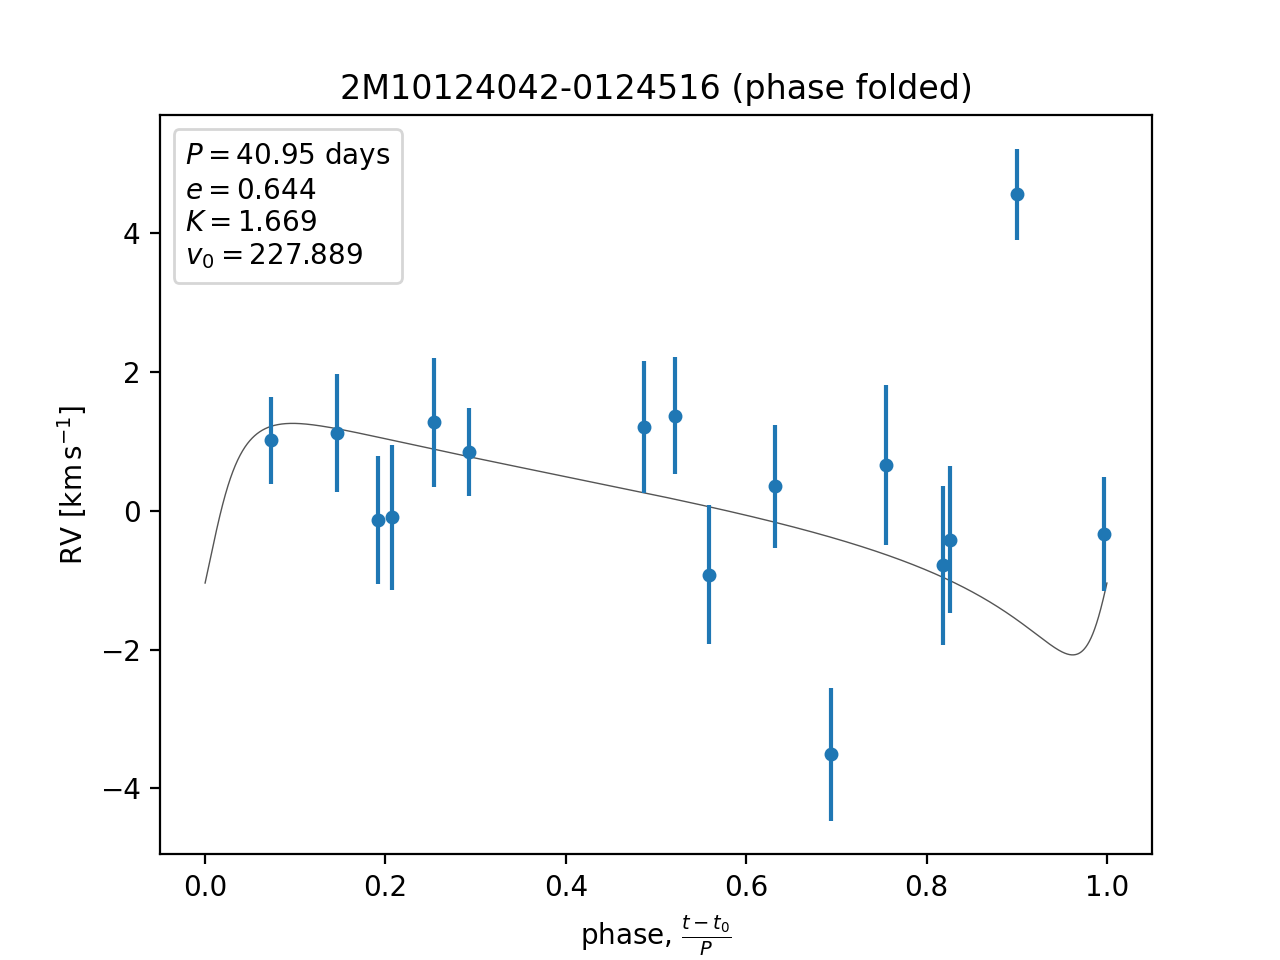 2M10124042-0124516 (phase folded)
P = 40.95 days
e = 0.644
K = 1.669
v₀ = 227.889
RV [km s⁻¹]
4
2
0
−2
−4
0.0 0.2 0.4 0.6 0.8 1.0
phase, (t − t₀)/P